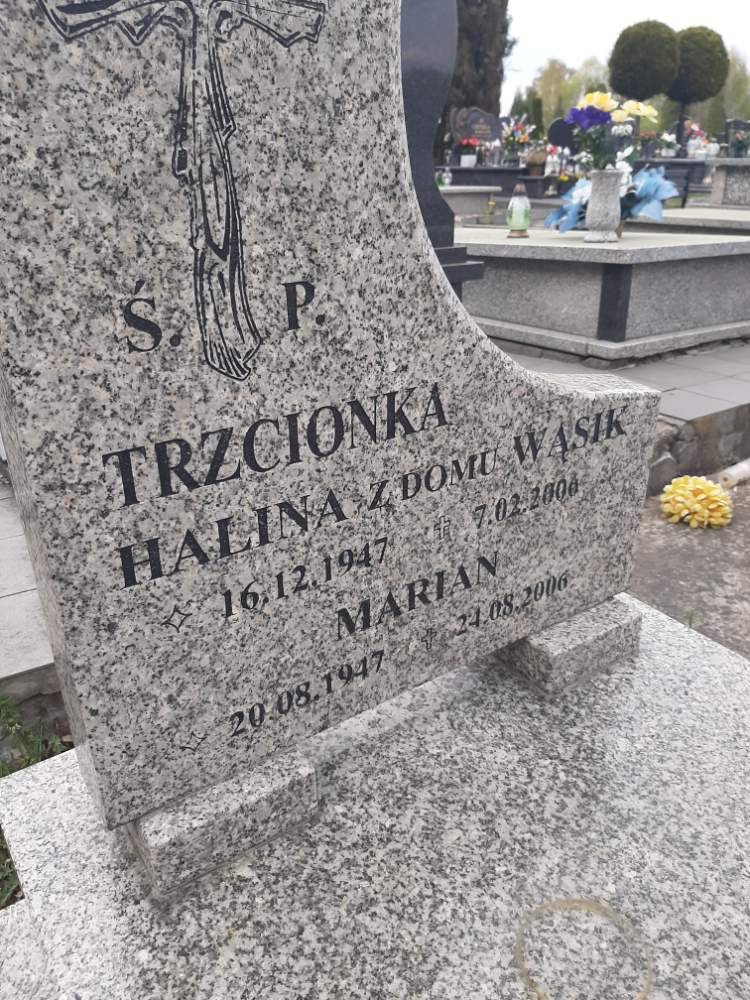 Ś. P.
TRZCIONKA
HALINA Z DOMU WĄSIK
16.12.1947 7.02.2006
MARIAN
20.08.1947 24.08.2006